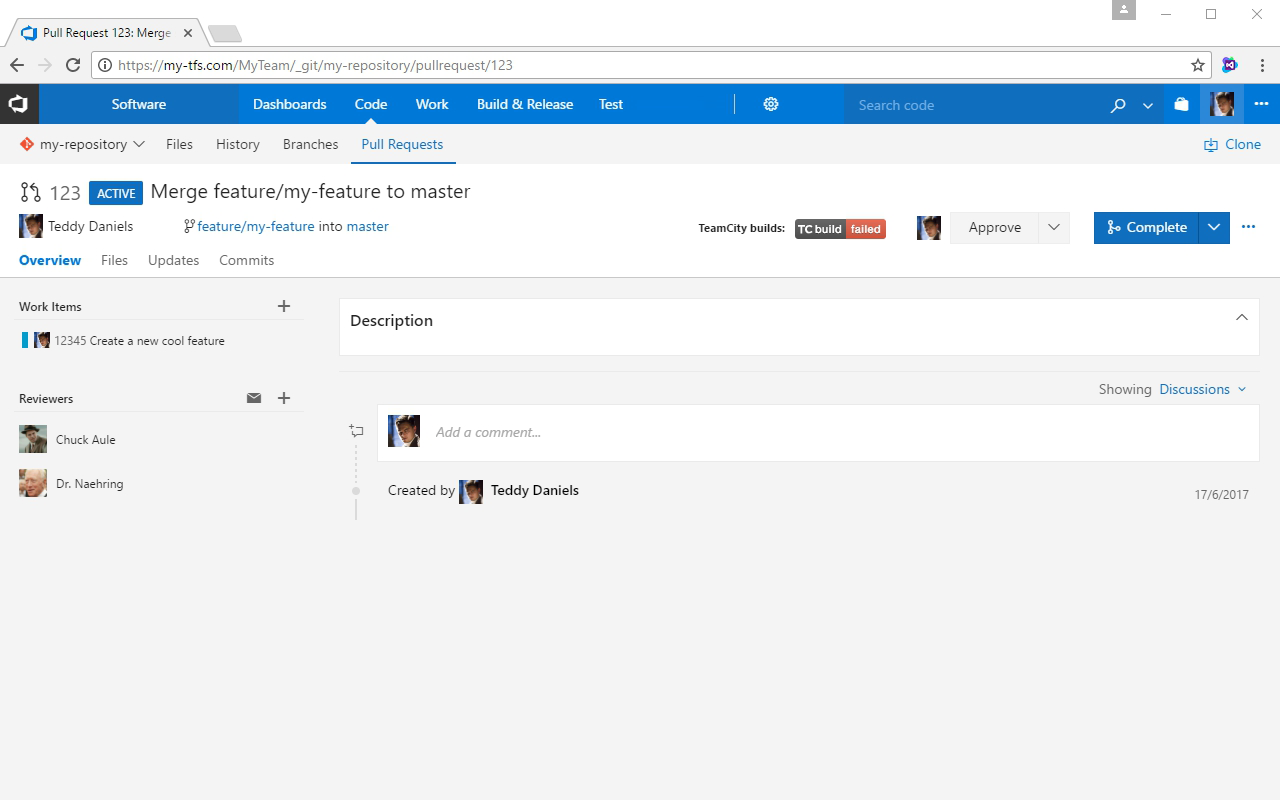 Pull Request 123: Merge
https://my-tfs.com/MyTeam/_git/my-repository/pullrequest/123
Software Dashboards Code Work Build & Release Test Search code
my-repository Files History Branches Pull Requests Clone
123 ACTIVE Merge feature/my-feature to master
Teddy Daniels feature/my-feature into master TeamCity builds: TC build failed Approve Complete
Overview Files Updates Commits
Work Items
12345 Create a new cool feature
Reviewers
Chuck Aule
Dr. Naehring
Description
Showing Discussions
Add a comment...
Created by Teddy Daniels
17/6/2017